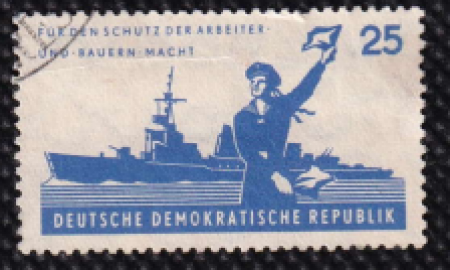 FÜR DEN SCHUTZ DER ARBEITER-
UND-BAUERN-MACHT
25
DEUTSCHE DEMOKRATISCHE REPUBLIK